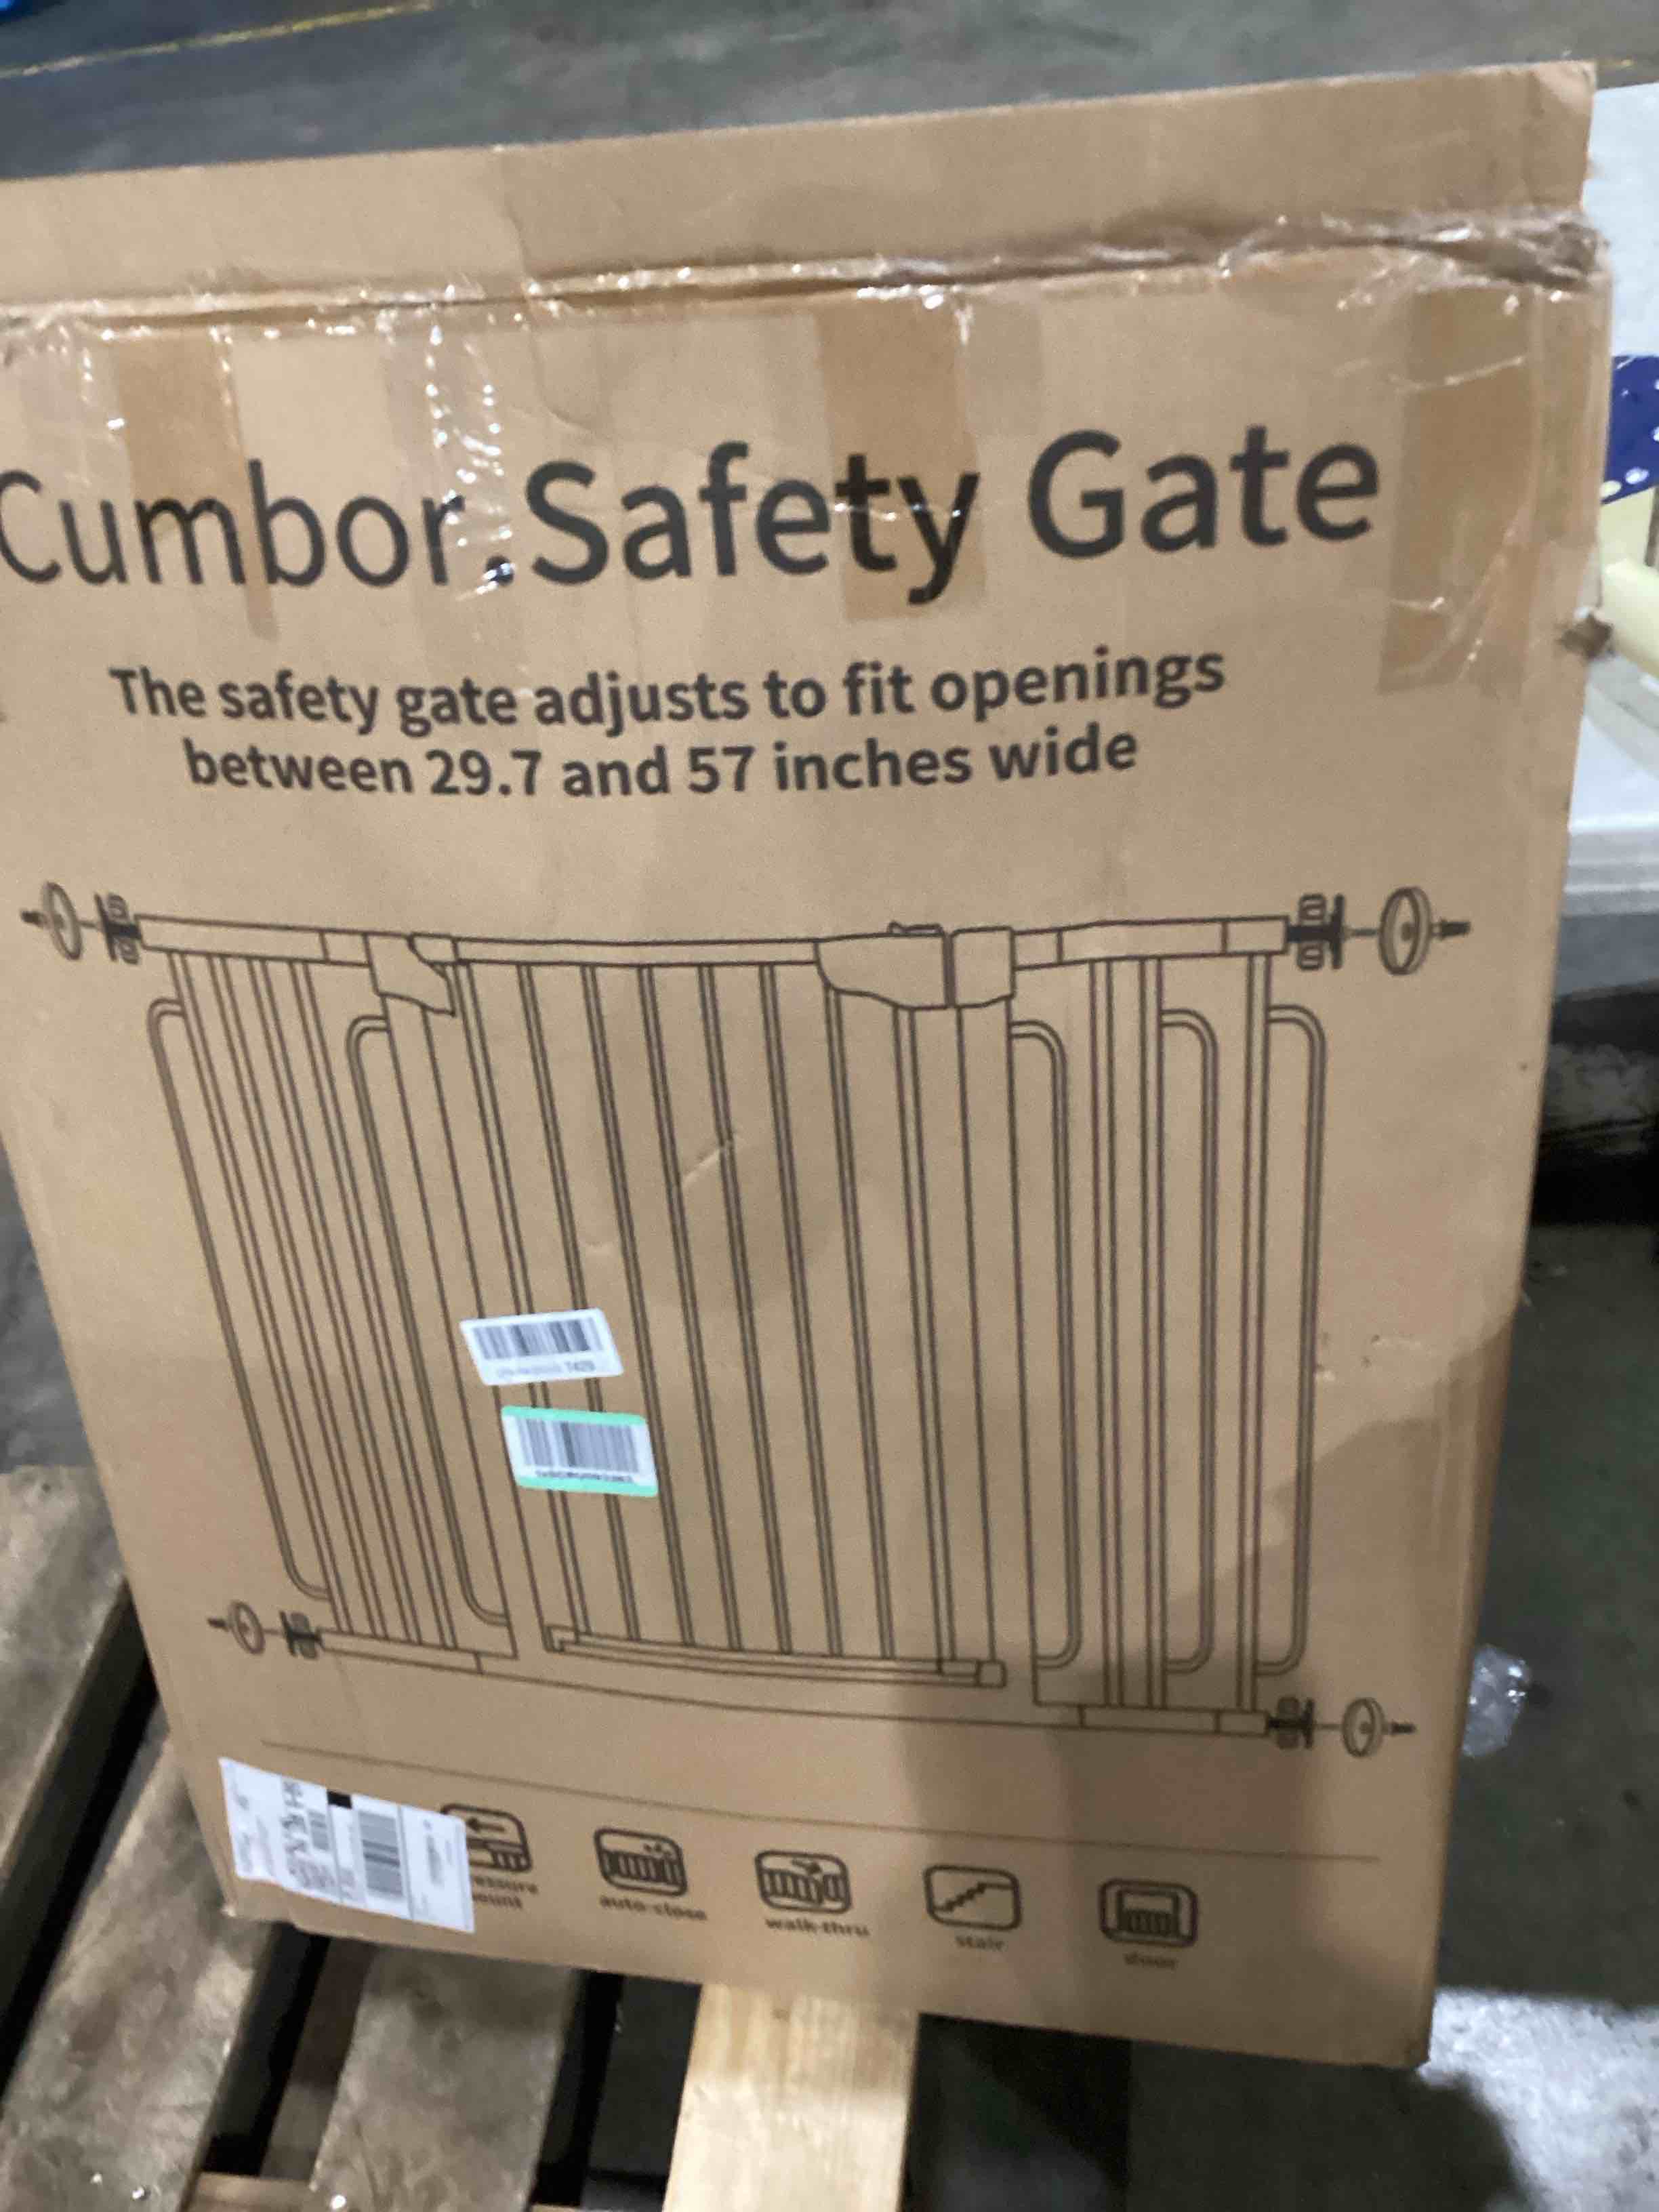 Cumbor. Safety Gate
The safety gate adjusts to fit openings
between 29.7 and 57 inches wide
auto-close
walk-thru
stair
door